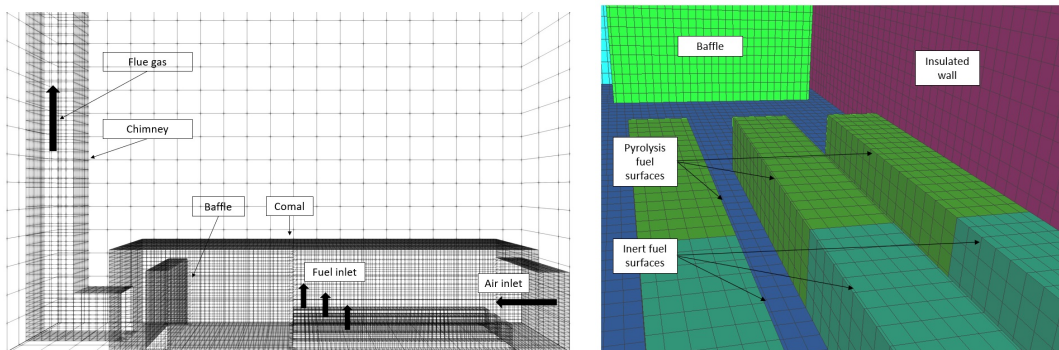 Flue gas
Chimney
Baffle
Comal
Fuel inlet
Air inlet
Baffle
Insulated
wall
Pyrolysis
fuel
surfaces
Inert fuel
surfaces